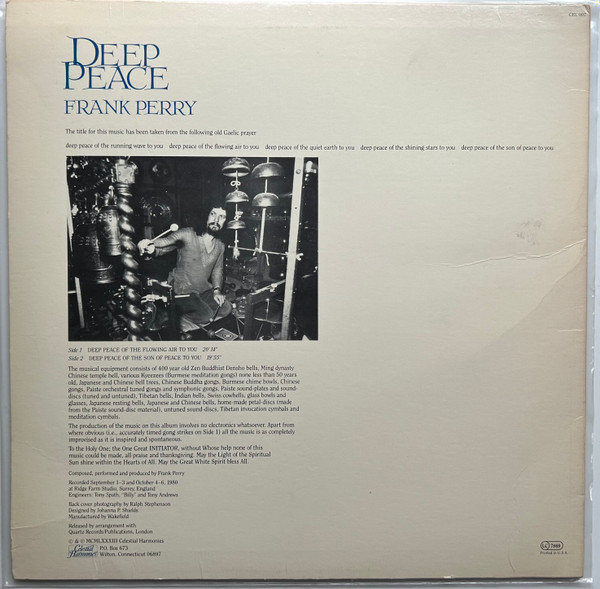 DEEP
PEACE
FRANK PERRY
The title for this music has been taken from the following old Gaelic prayer
deep peace of the running wave to you deep peace of the flowing air to you deep peace of the quiet earth to you deep peace of the shining stars to you deep peace of the son of peace to you
Side 1 DEEP PEACE OF THE FLOWING AIR TO YOU 20'14"
Side 2 DEEP PEACE OF THE SON OF PEACE TO YOU 19'33"
The musical equipment consists of 400 year old Zen Buddhist Densho bells, Ming dynasty
Chinese temple bell, various Kyeezees (Burmese meditation gongs) none less than 50 years
old, Japanese and Chinese bell trees, Chinese Buddha gongs, Burmese chime bowls, Chinese
gongs, Paiste orchestral tuned gongs and symphonic gongs, Paiste sound-plates and sound-
discs (tuned and untuned), Tibetan bells, Indian bells, Swiss cowbells, glass bowls and
glasses, Japanese resting bells, Japanese and Chinese bells, home-made petal-discs (made
from the Paiste sound-disc material), untuned sound-discs, Tibetan invocation cymbals and
meditation cymbals.
The production of the music on this album involves no electronics whatsoever. Apart from
where obvious (i.e., accurately timed gong strikes on Side 1) all the music is as completely
improvised as it is inspired and spontaneous.
To the Holy One; the One Great INITIATOR, without Whose help none of this
music could be made, all praise and thanksgiving. May the Light of the Spiritual
Sun shine within the Hearts of All. May the Great White Spirit bless All.
Composed, performed and produced by Frank Perry
Recorded September 1-3 and October 4-6, 1980
at Ridge Farm Studio, Surrey, England
Engineers: Tony Spath, "Billy" and Tony Andrews
Back cover photography by Ralph Stephenson
Designed by Johanna P. Shields
Manufactured by Wakefield
Released by arrangement with
Quartz Records/Publications, London
© & ℗ MCMLXXXIII Celestial Harmonies
Celestial Harmonies
P.O. Box 673
Wilton, Connecticut 06897
Printed in U.S.A.